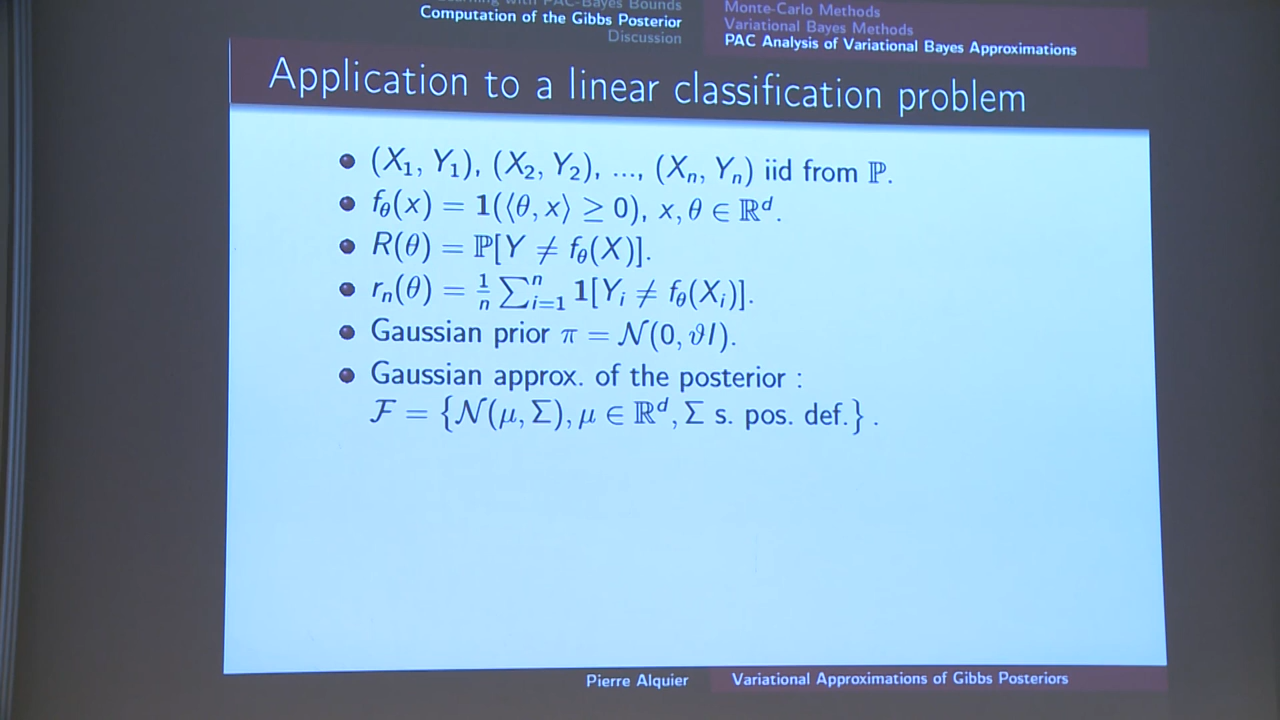 Learning with PAC-Bayes Bounds
Computation of the Gibbs Posterior
Discussion
Monte-Carlo Methods
Variational Bayes Methods
PAC Analysis of Variational Bayes Approximations
Application to a linear classification problem
(X₁, Y₁), (X₂, Y₂), ..., (Xₙ, Yₙ) iid from ℙ.
f_θ(x) = 𝟏(⟨θ, x⟩ ≥ 0), x, θ ∈ ℝᵈ.
R(θ) = ℙ[Y ≠ f_θ(X)].
rₙ(θ) = 1/n ∑ⁿᵢ₌₁ 𝟏[Yᵢ ≠ f_θ(Xᵢ)].
Gaussian prior π = 𝒩(0, ϑI).
Gaussian approx. of the posterior :
ℱ = {𝒩(μ, Σ), μ ∈ ℝᵈ, Σ s. pos. def.} .
Pierre Alquier
Variational Approximations of Gibbs Posteriors